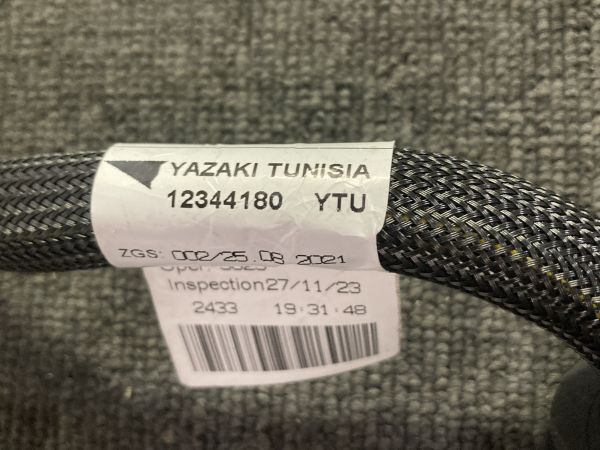 YAZAKI TUNISIA
12344180 YTU
ZGS: 002/25.08 2021
Inspection27/11/23
2433 19:31:48